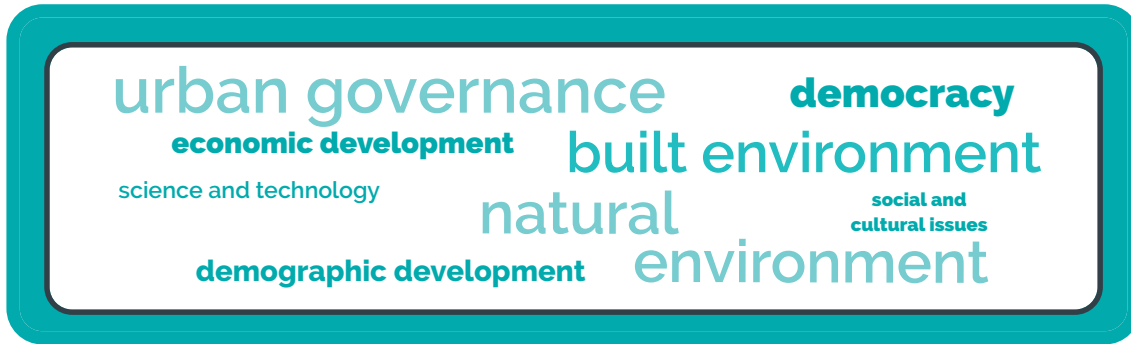 urban governance
democracy
economic development
built environment
science and technology
natural
environment
social and
cultural issues
demographic development